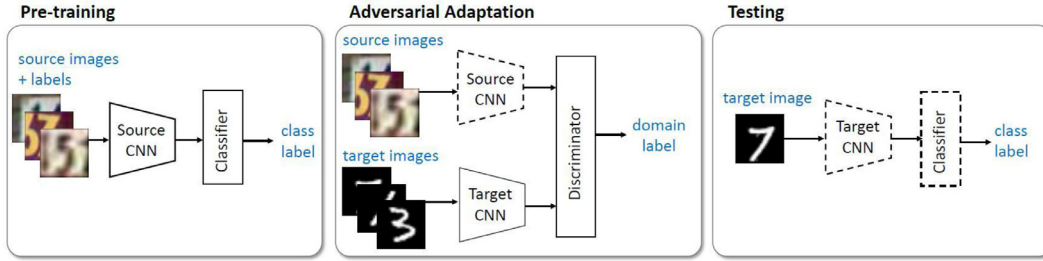 Pre-training
source images
+ labels
Source
CNN
Classifier
class
label
Adversarial Adaptation
source images
Source
CNN
target images
Target
CNN
Discriminator
domain
label
Testing
target image
7
Target
CNN
Classifier
class
label